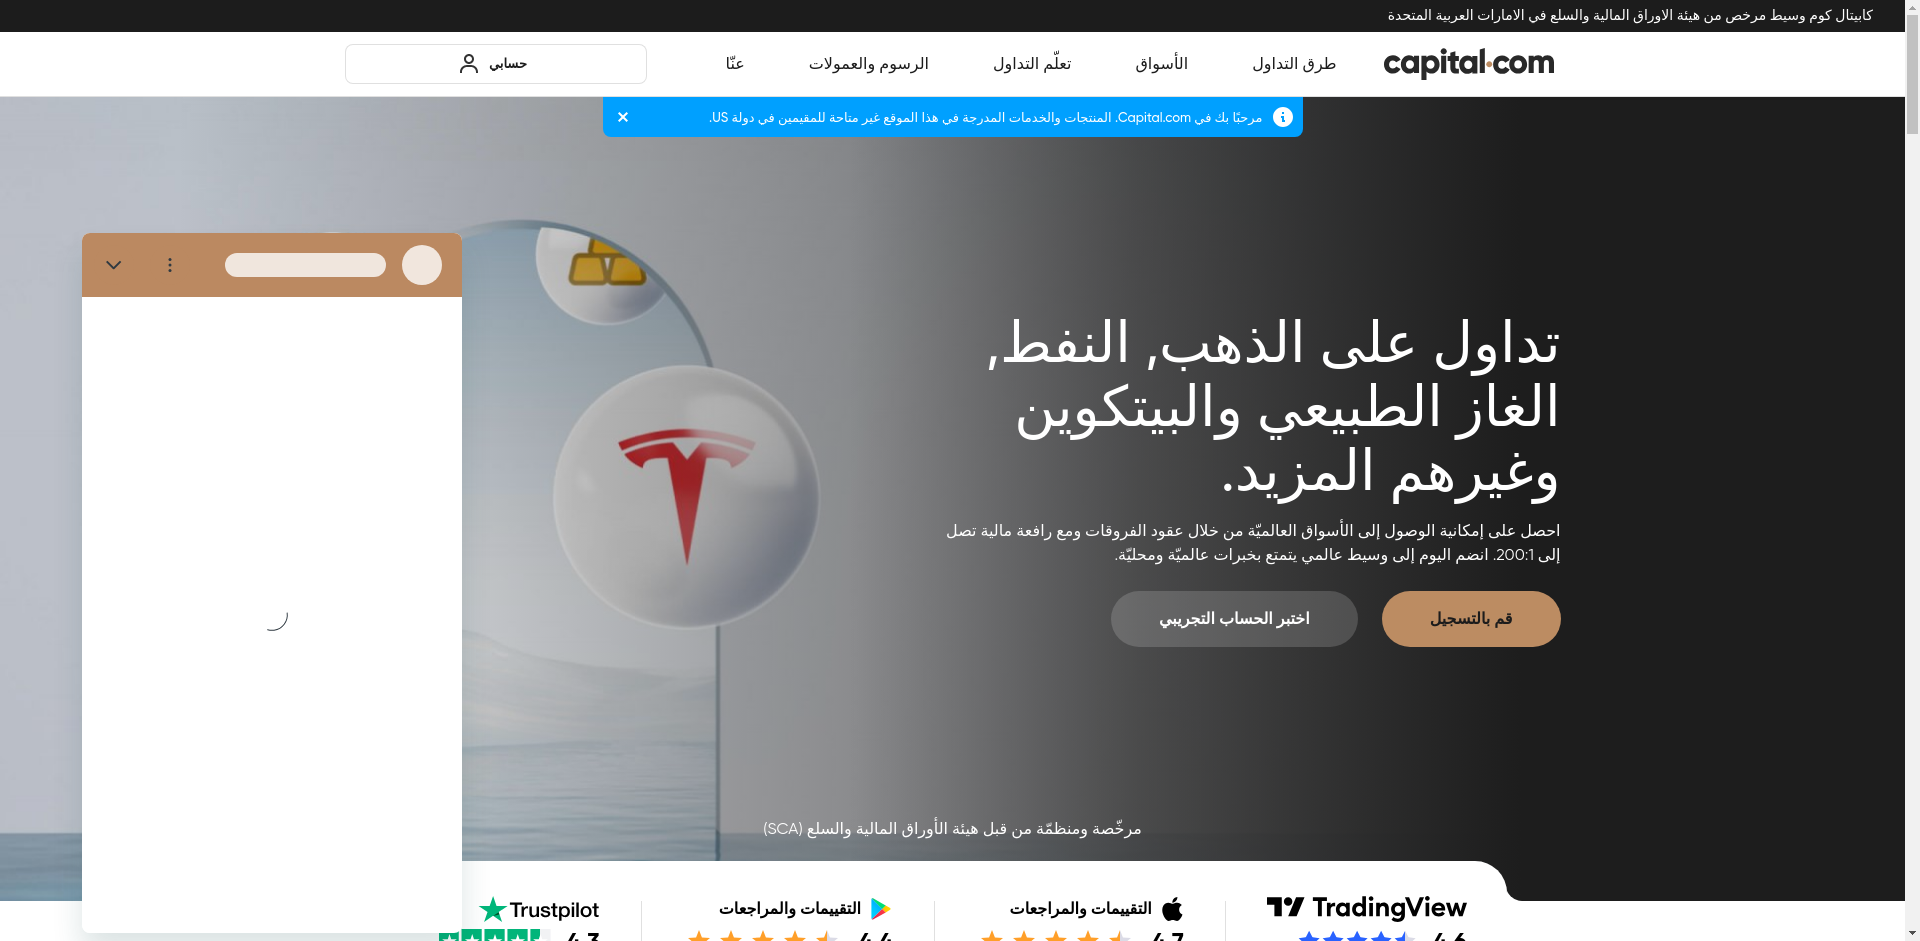 كابيتال كوم وسيط مرخص من هيئة الاوراق المالية والسلع في الامارات العربية المتحدة
capital.com
طرق التداول
الأسواق
تعلّم التداول
الرسوم والعمولات
عنّا
حسابي
مرحبًا بك في Capital.com. المنتجات والخدمات المدرجة في هذا الموقع غير متاحة للمقيمين في دولة US.
تداول على الذهب, النفط,
الغاز الطبيعي والبيتكوين
وغيرهم المزيد.
احصل على إمكانية الوصول إلى الأسواق العالميّة من خلال عقود الفروقات ومع رافعة مالية تصل
إلى 200:1. انضم اليوم إلى وسيط عالمي يتمتع بخبرات عالميّة ومحليّة.
قم بالتسجيل
اختبر الحساب التجريبي
مرخّصة ومنظمّة من قبل هيئة الأوراق المالية والسلع (SCA)
TradingView
التقييمات والمراجعات
التقييمات والمراجعات
Trustpilot
4.6
4.7
4.4
4.3